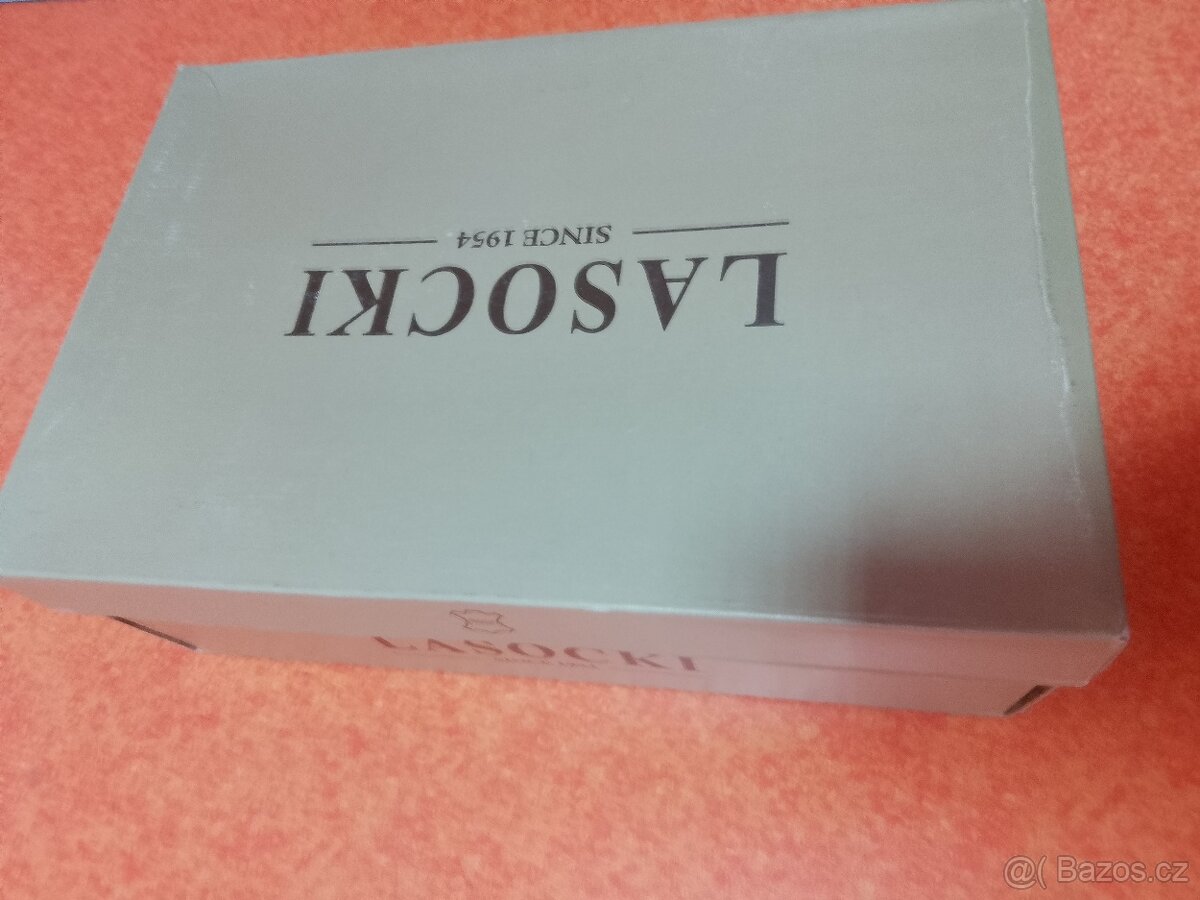 LASOCKI
SINCE 1954
LASOCKI
@( Bazos.cz